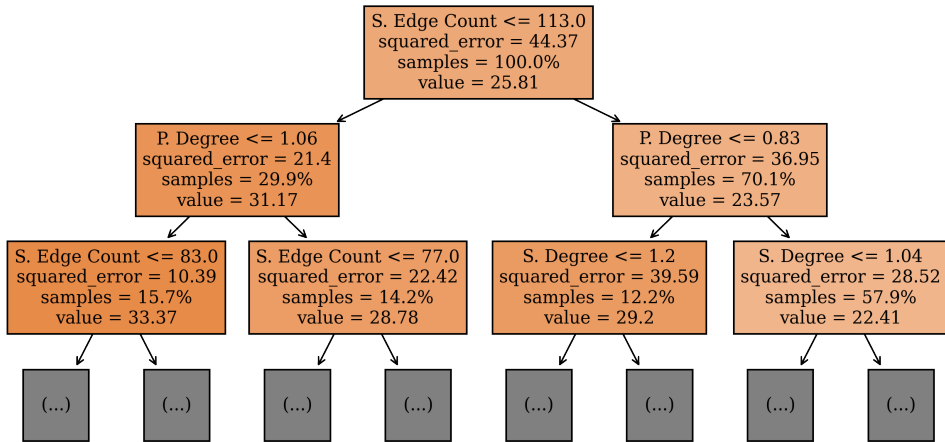 S. Edge Count <= 113.0
squared_error = 44.37
samples = 100.0%
value = 25.81
P. Degree <= 1.06
squared_error = 21.4
samples = 29.9%
value = 31.17
P. Degree <= 0.83
squared_error = 36.95
samples = 70.1%
value = 23.57
S. Edge Count <= 83.0
squared_error = 10.39
samples = 15.7%
value = 33.37
S. Edge Count <= 77.0
squared_error = 22.42
samples = 14.2%
value = 28.78
S. Degree <= 1.2
squared_error = 39.59
samples = 12.2%
value = 29.2
S. Degree <= 1.04
squared_error = 28.52
samples = 57.9%
value = 22.41
(...)
(...)
(...)
(...)
(...)
(...)
(...)
(...)